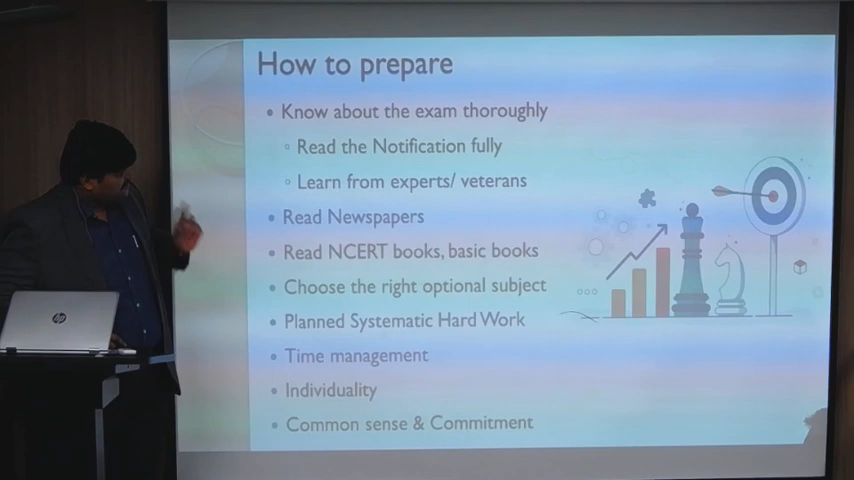 How to prepare
• Know about the exam thoroughly
◦ Read the Notification fully
◦ Learn from experts/ veterans
• Read Newspapers
• Read NCERT books, basic books
• Choose the right optional subject
• Planned Systematic Hard Work
• Time management
• Individuality
• Common sense & Commitment
hp